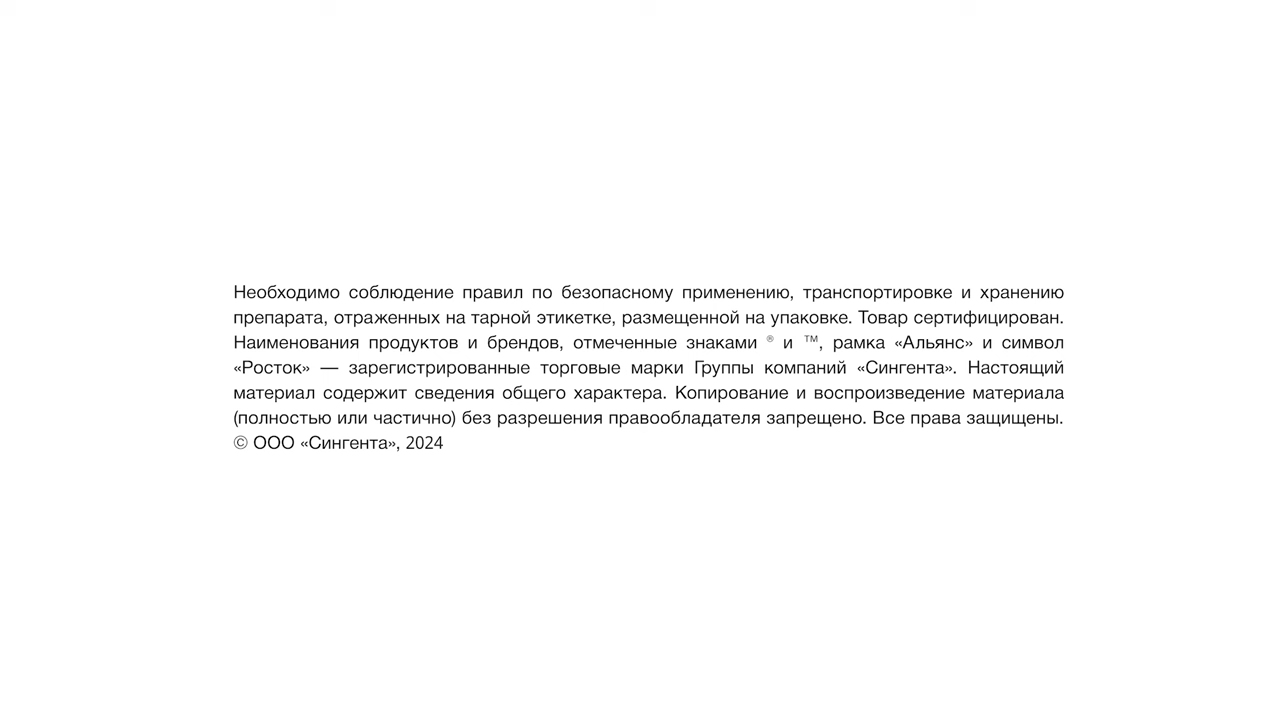 Необходимо соблюдение правил по безопасному применению, транспортировке и хранению
препарата, отраженных на тарной этикетке, размещенной на упаковке. Товар сертифицирован.
Наименования продуктов и брендов, отмеченные знаками ® и ™, рамка «Альянс» и символ
«Росток» — зарегистрированные торговые марки Группы компаний «Сингента». Настоящий
материал содержит сведения общего характера. Копирование и воспроизведение материала
(полностью или частично) без разрешения правообладателя запрещено. Все права защищены.
© ООО «Сингента», 2024